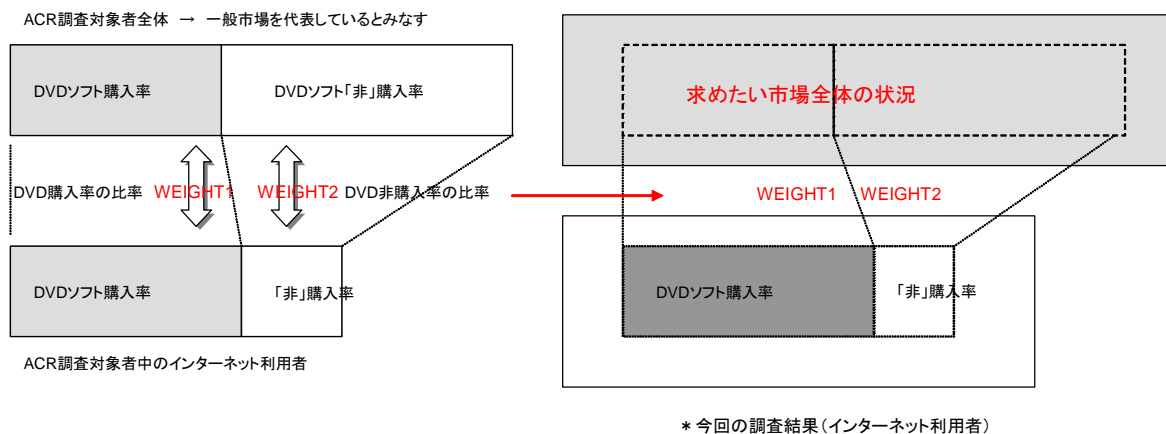 ACR調査対象者全体 → 一般市場を代表しているとみなす
DVDソフト購入率
DVDソフト「非」購入率
DVD購入率の比率
WEIGHT1
WEIGHT2
DVD非購入率の比率
DVDソフト購入率
「非」購入率
ACR調査対象者中のインターネット利用者
求めたい市場全体の状況
WEIGHT1
WEIGHT2
DVDソフト購入率
「非」購入率
*今回の調査結果(インターネット利用者)